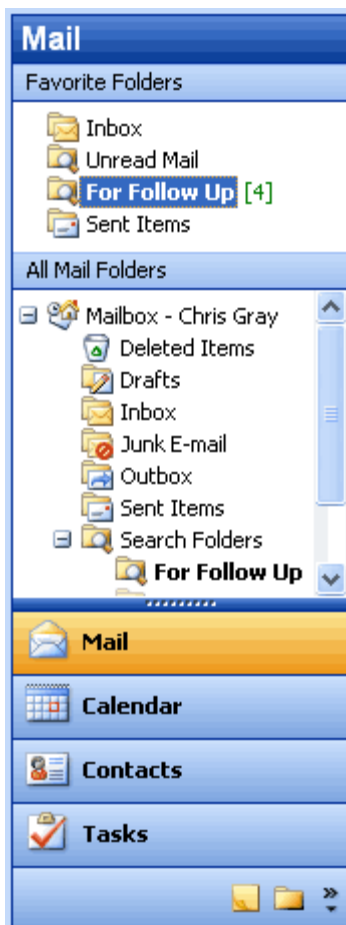 Mail
Favorite Folders
Inbox
Unread Mail
For Follow Up [4]
Sent Items
All Mail Folders
Mailbox - Chris Gray
Deleted Items
Drafts
Inbox
Junk E-mail
Outbox
Sent Items
Search Folders
For Follow Up
Mail
Calendar
Contacts
Tasks